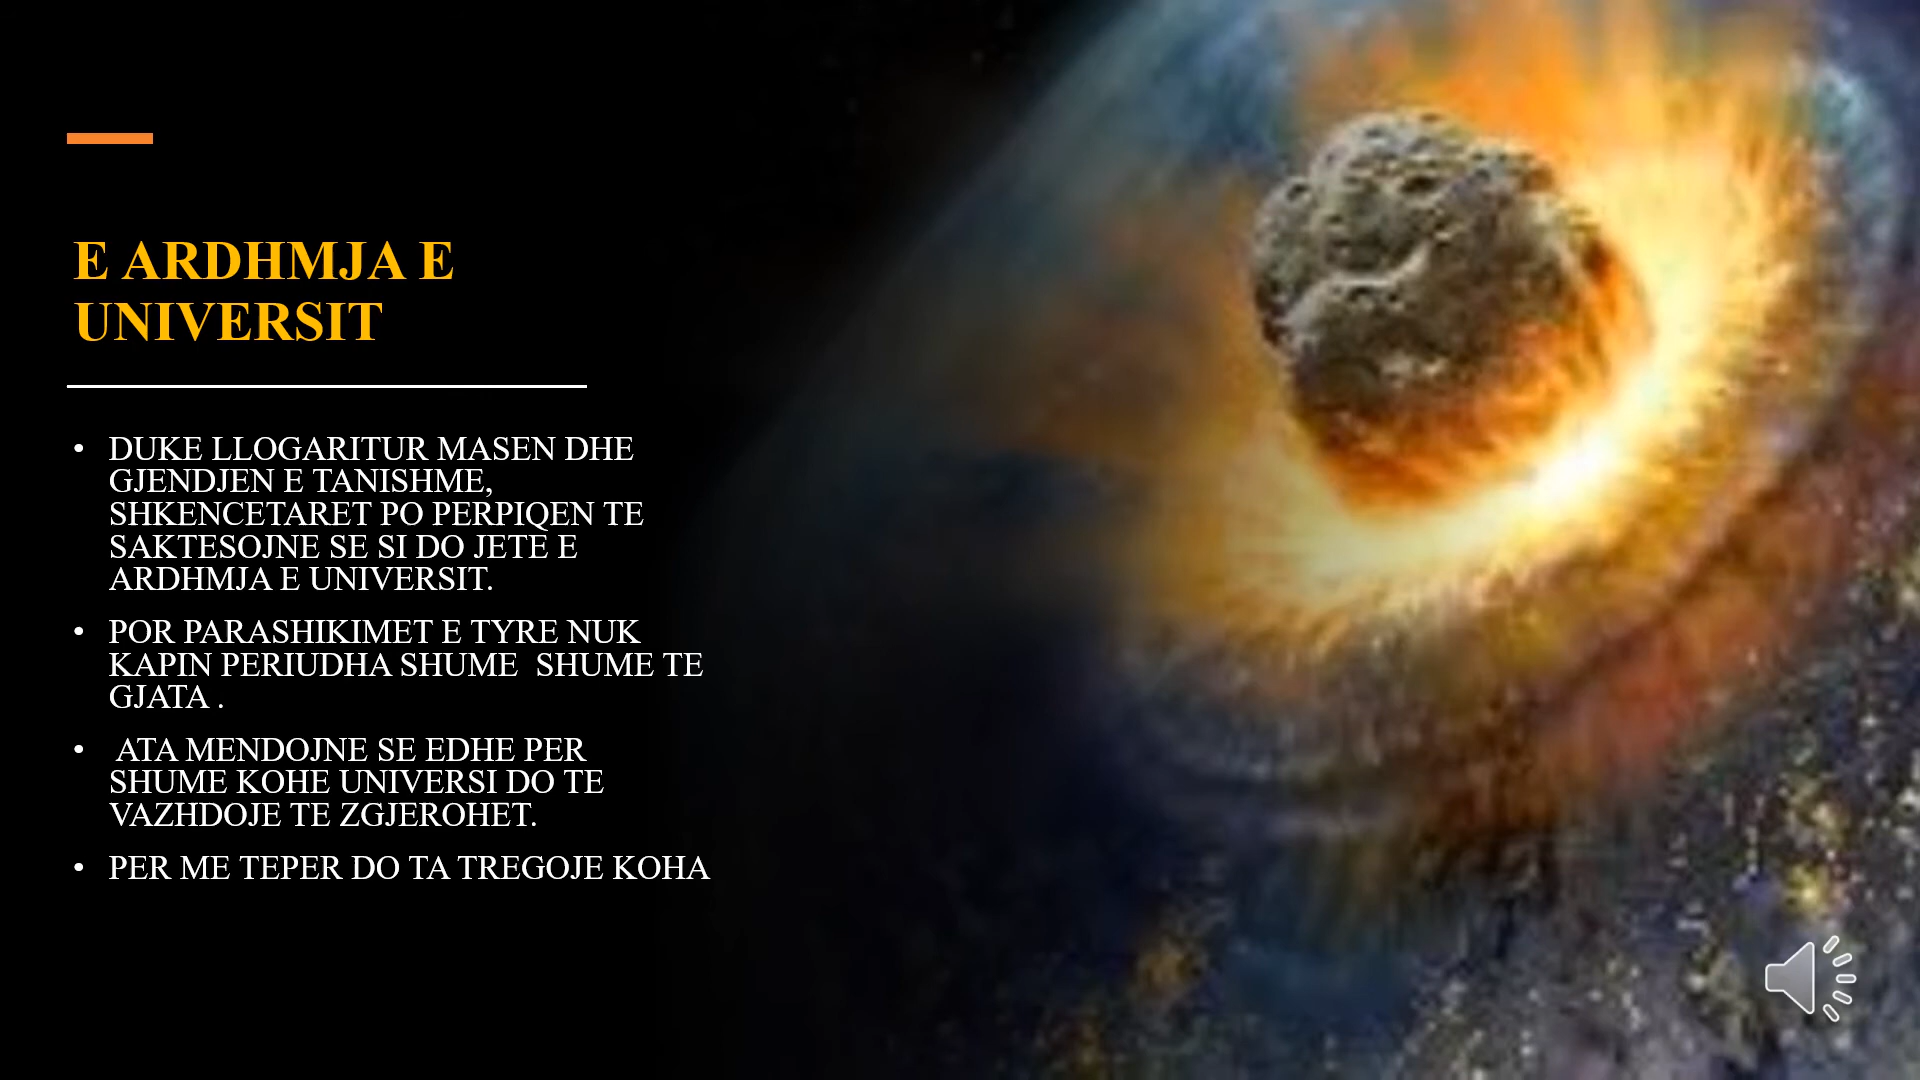 E ARDHMJA E
UNIVERSIT
• DUKE LLOGARITUR MASEN DHE
GJENDJEN E TANISHME,
SHKENCETARET PO PERPIQEN TE
SAKTESOJNE SE SI DO JETE E
ARDHMJA E UNIVERSIT.
• POR PARASHIKIMET E TYRE NUK
KAPIN PERIUDHA SHUME  SHUME TE
GJATA .
• ATA MENDOJNE SE EDHE PER
SHUME KOHE UNIVERSI DO TE
VAZHDOJE TE ZGJEROHET.
• PER ME TEPER DO TA TREGOJE KOHA